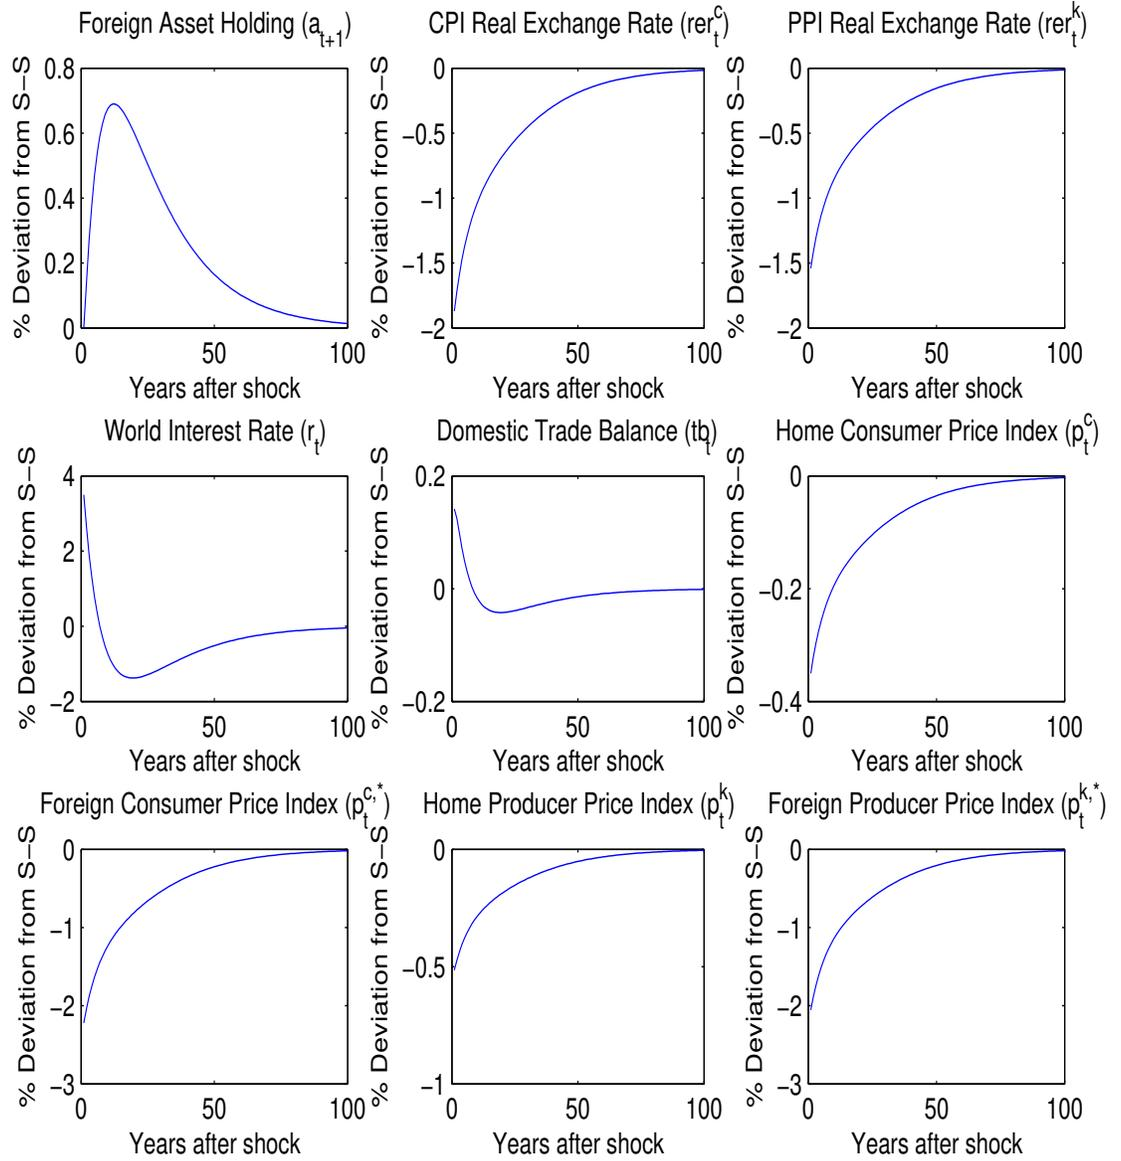 Foreign Asset Holding (a_{t+1})
% Deviation from S−S
0.8
0.6
0.4
0.2
0
0 50 100
Years after shock
CPI Real Exchange Rate (rer_t^c)
% Deviation from S−S
0
−0.5
−1
−1.5
−2
0 50 100
Years after shock
PPI Real Exchange Rate (rer_t^k)
% Deviation from S−S
0
−0.5
−1
−1.5
−2
0 50 100
Years after shock
World Interest Rate (r_t)
% Deviation from S−S
4
2
0
−2
0 50 100
Years after shock
Domestic Trade Balance (tb_t)
% Deviation from S−S
0.2
0
−0.2
0 50 100
Years after shock
Home Consumer Price Index (p_t^c)
% Deviation from S−S
0
−0.2
−0.4
0 50 100
Years after shock
Foreign Consumer Price Index (p_t^{c,*})
% Deviation from S−S
0
−1
−2
−3
0 50 100
Years after shock
Home Producer Price Index (p_t^k)
% Deviation from S−S
0
−0.5
−1
0 50 100
Years after shock
Foreign Producer Price Index (p_t^{k,*})
% Deviation from S−S
0
−1
−2
−3
0 50 100
Years after shock